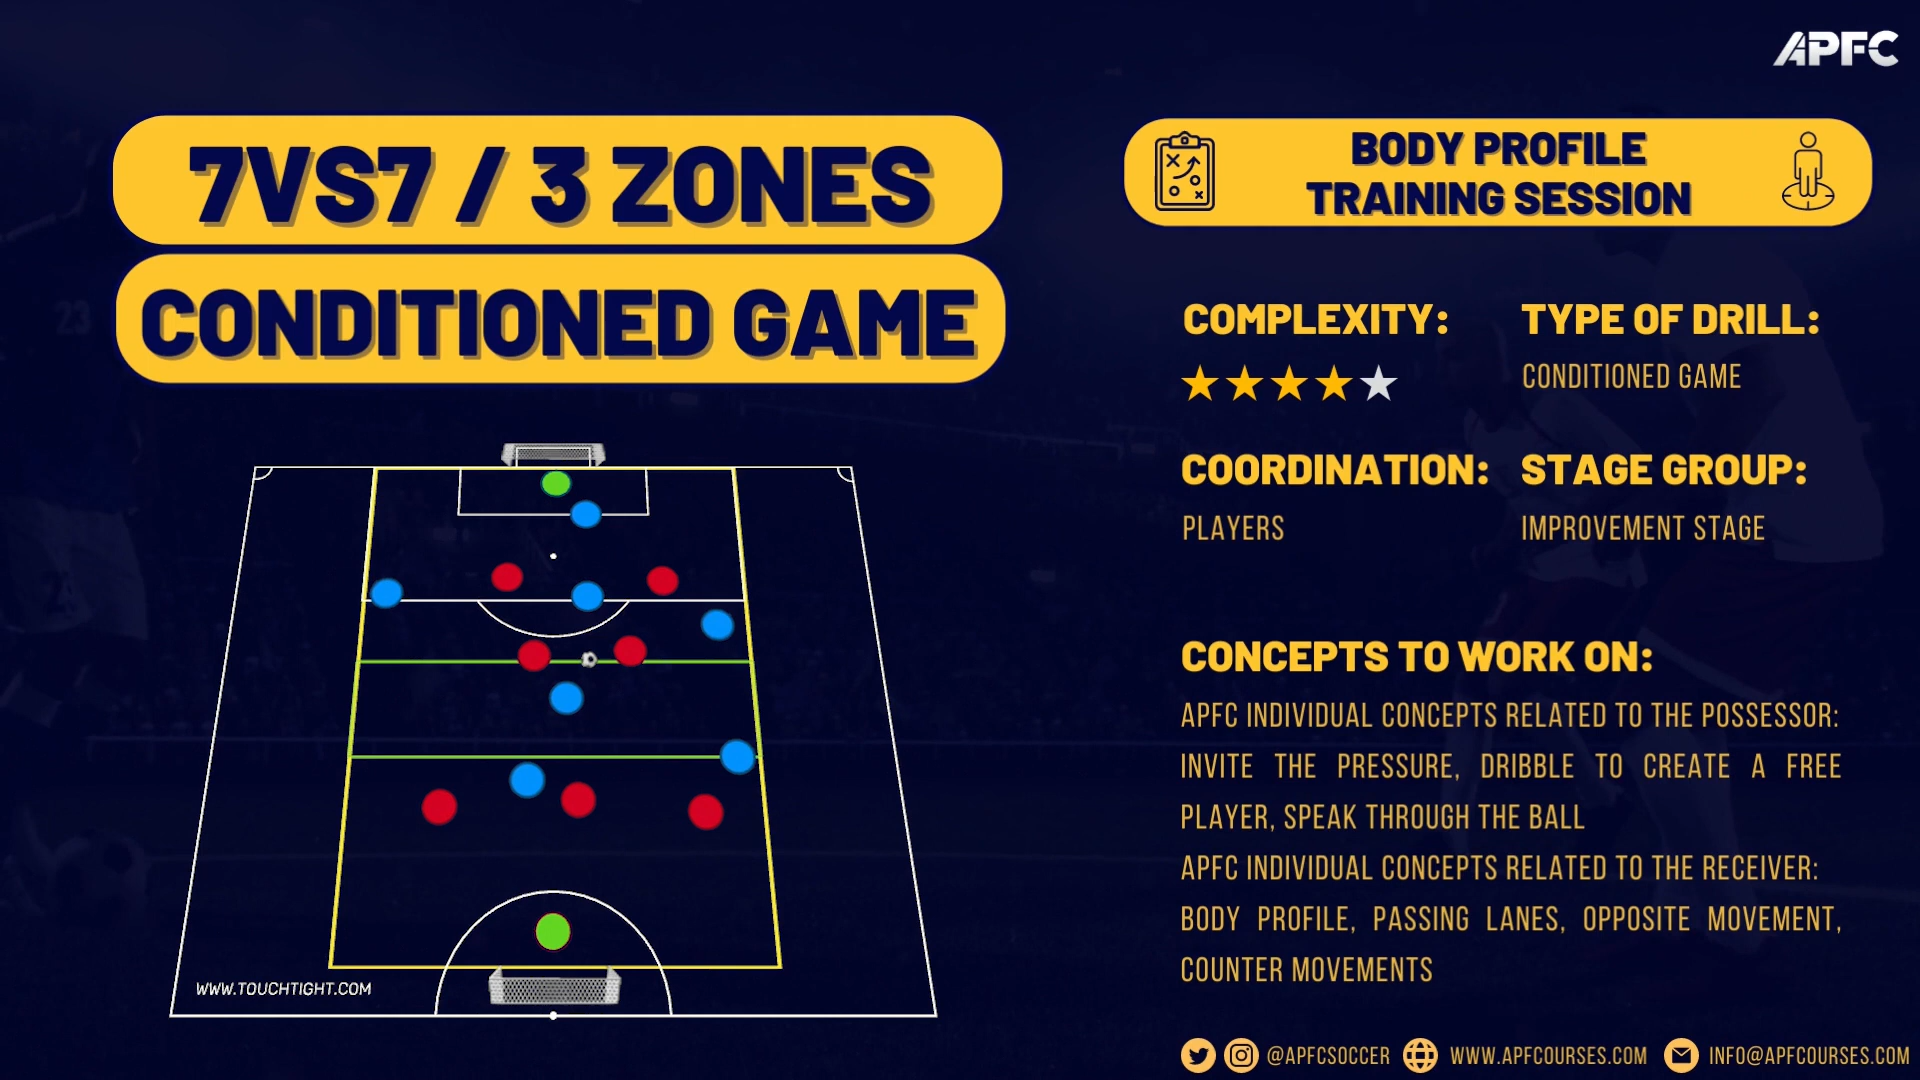 APFC
7VS7 / 3 ZONES
CONDITIONED GAME
BODY PROFILE
TRAINING SESSION
COMPLEXITY:
TYPE OF DRILL:
CONDITIONED GAME
COORDINATION:
STAGE GROUP:
PLAYERS
IMPROVEMENT STAGE
CONCEPTS TO WORK ON:
APFC INDIVIDUAL CONCEPTS RELATED TO THE POSSESSOR:
INVITE THE PRESSURE, DRIBBLE TO CREATE A FREE
PLAYER, SPEAK THROUGH THE BALL
APFC INDIVIDUAL CONCEPTS RELATED TO THE RECEIVER:
BODY PROFILE, PASSING LANES, OPPOSITE MOVEMENT,
COUNTER MOVEMENTS
WWW.TOUCHTIGHT.COM
@APFCSOCCER
WWW.APFCOURSES.COM
INFO@APFCOURSES.COM
23